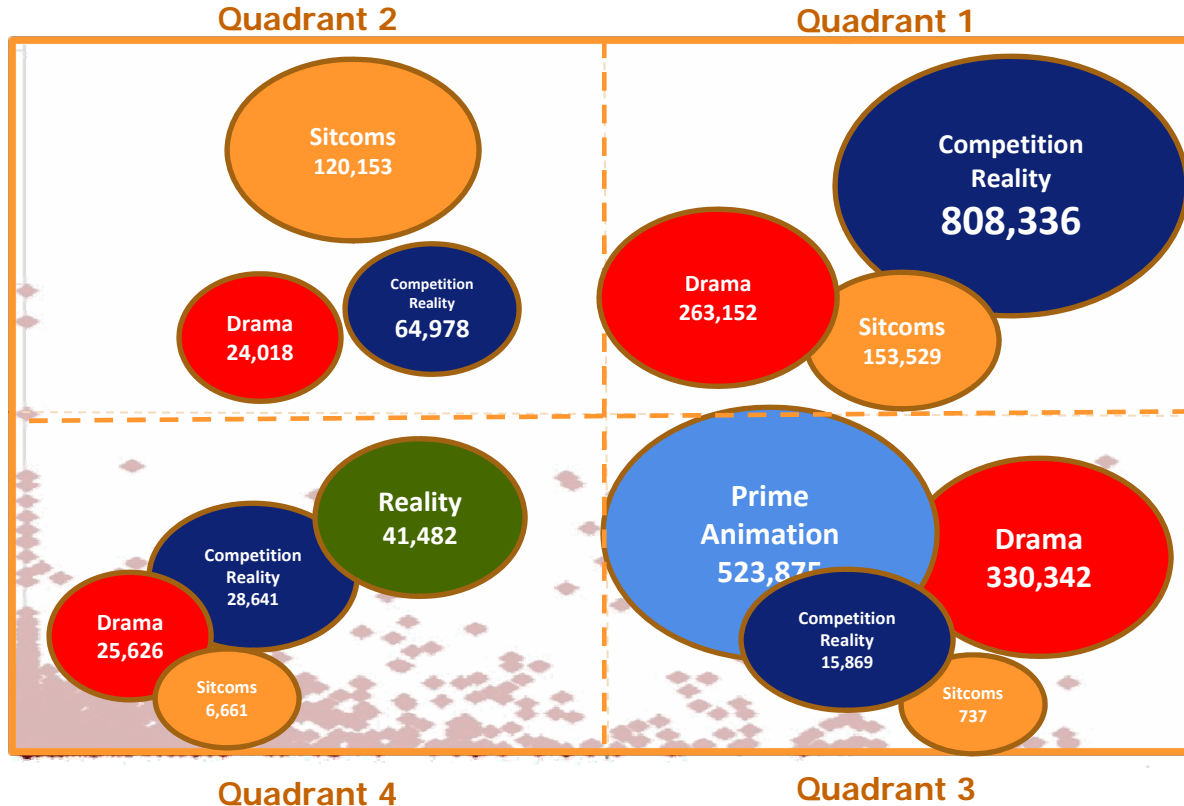 Quadrant 2
Quadrant 1
Sitcoms
120,153
Competition
Reality
64,978
Drama
24,018
Competition
Reality
808,336
Drama
263,152
Sitcoms
153,529
Reality
41,482
Competition
Reality
28,641
Drama
25,626
Sitcoms
6,661
Prime
Animation
523,875
Drama
330,342
Competition
Reality
15,869
Sitcoms
737
Quadrant 4
Quadrant 3